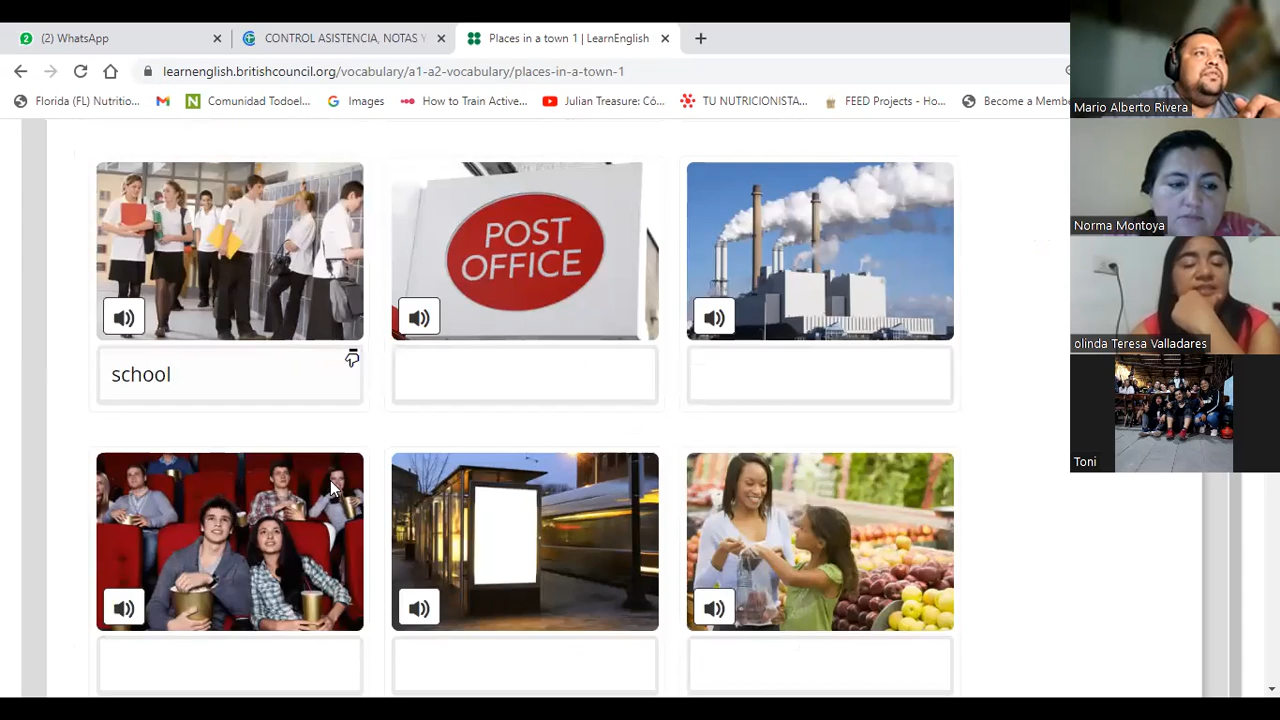 2 (2) WhatsApp
CONTROL ASISTENCIA, NOTAS Y
Places in a town 1 | LearnEnglish
learnenglish.britishcouncil.org/vocabulary/a1-a2-vocabulary/places-in-a-town-1
Florida (FL) Nutritio...
N Comunidad Todoel...
Images
How to Train Active...
Julian Treasure: Có...
TU NUTRICIONISTA...
FEED Projects - Ho...
Become a Membe
Mario Alberto Rivera
Norma Montoya
olinda Teresa Valladares
Toni
POST
OFFICE
school